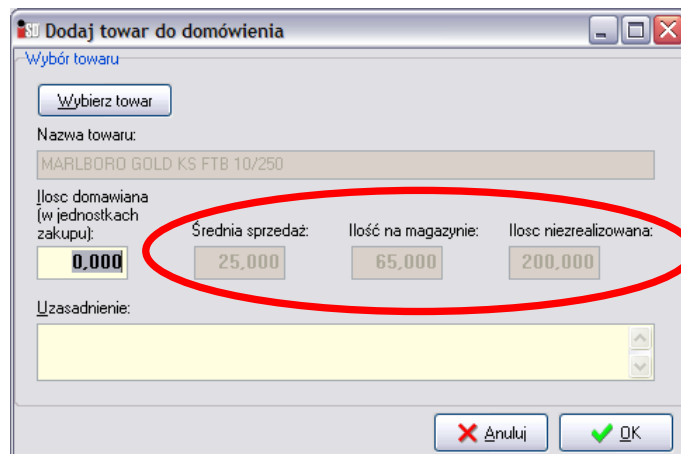 iSU Dodaj towar do domówienia
Wybór towaru
Wybierz towar
Nazwa towaru:
MARLBORO GOLD KS FTB 10/250
Ilosc domawiana
(w jednostkach
zakupu):
Średnia sprzedaż:
Ilość na magazynie:
Ilosc niezrealizowana:
0,000
25,000
65,000
200,000
Uzasadnienie:
Anuluj
OK